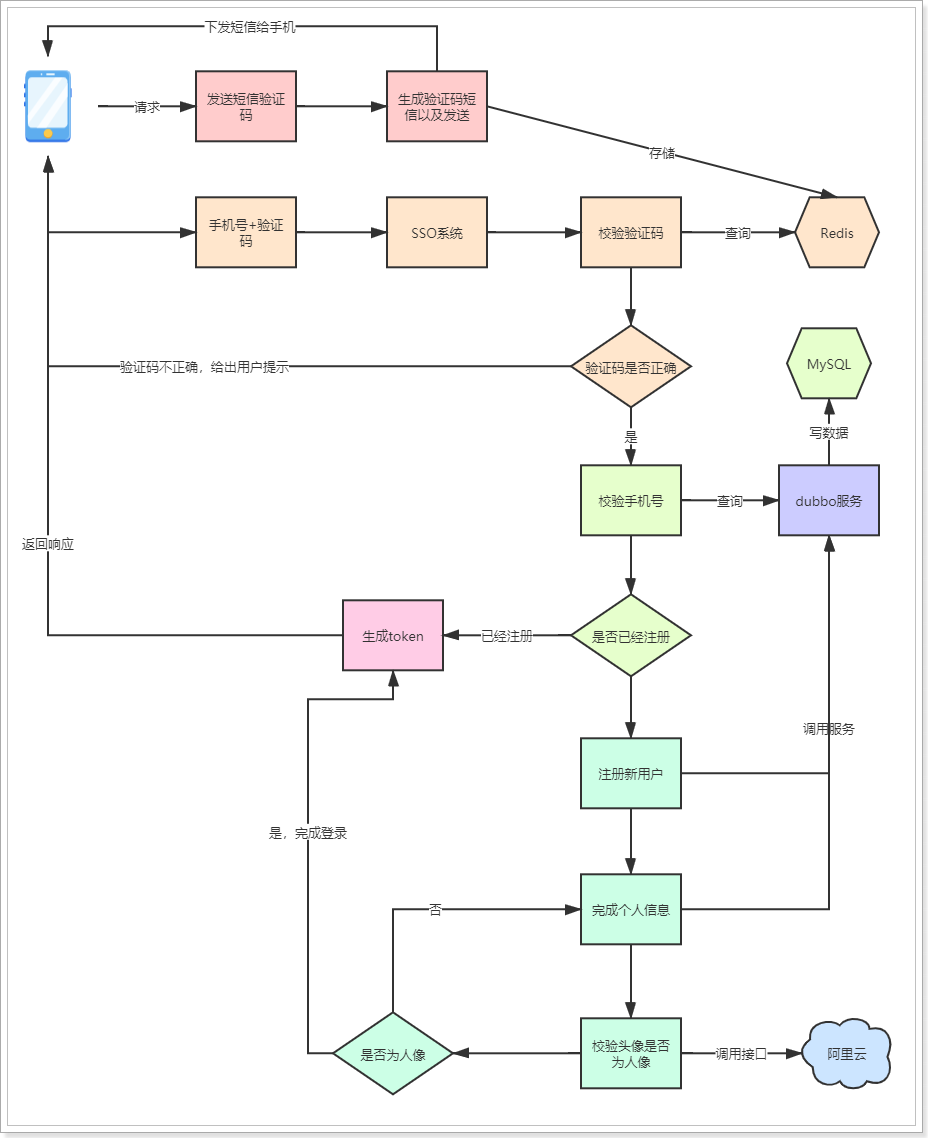 下发短信给手机
请求
发送短信验证
码
生成验证码短
信以及发送
存储
手机号+验证
码
SSO系统
校验验证码
查询
Redis
验证码不正确，给出用户提示
验证码是否正确
MySQL
是
写数据
校验手机号
查询
dubbo服务
返回响应
生成token
已经注册
是否已经注册
调用服务
注册新用户
是，完成登录
否
完成个人信息
是否为人像
校验头像是否
为人像
调用接口
阿里云